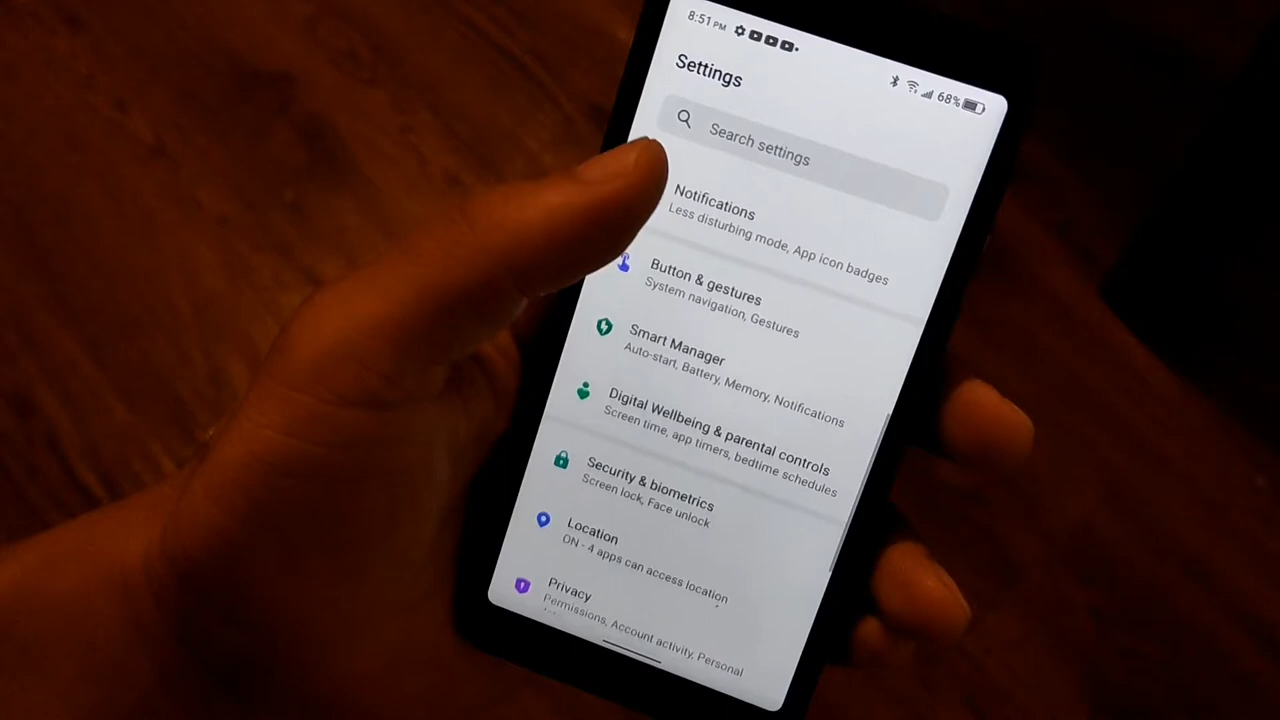 8:51 PM
68%
Settings
Search settings
Notifications
Less disturbing mode, App icon badges
Button & gestures
System navigation, Gestures
Smart Manager
Auto-start, Battery, Memory, Notifications
Digital Wellbeing & parental controls
Screen time, app timers, bedtime schedules
Security & biometrics
Screen lock, Face unlock
Location
ON - 4 apps can access location
Privacy
Permissions, Account activity, Personal